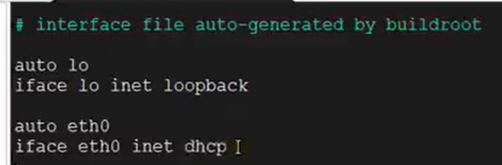 # interface file auto-generated by buildroot
auto lo
iface lo inet loopback
auto eth0
iface eth0 inet dhcp